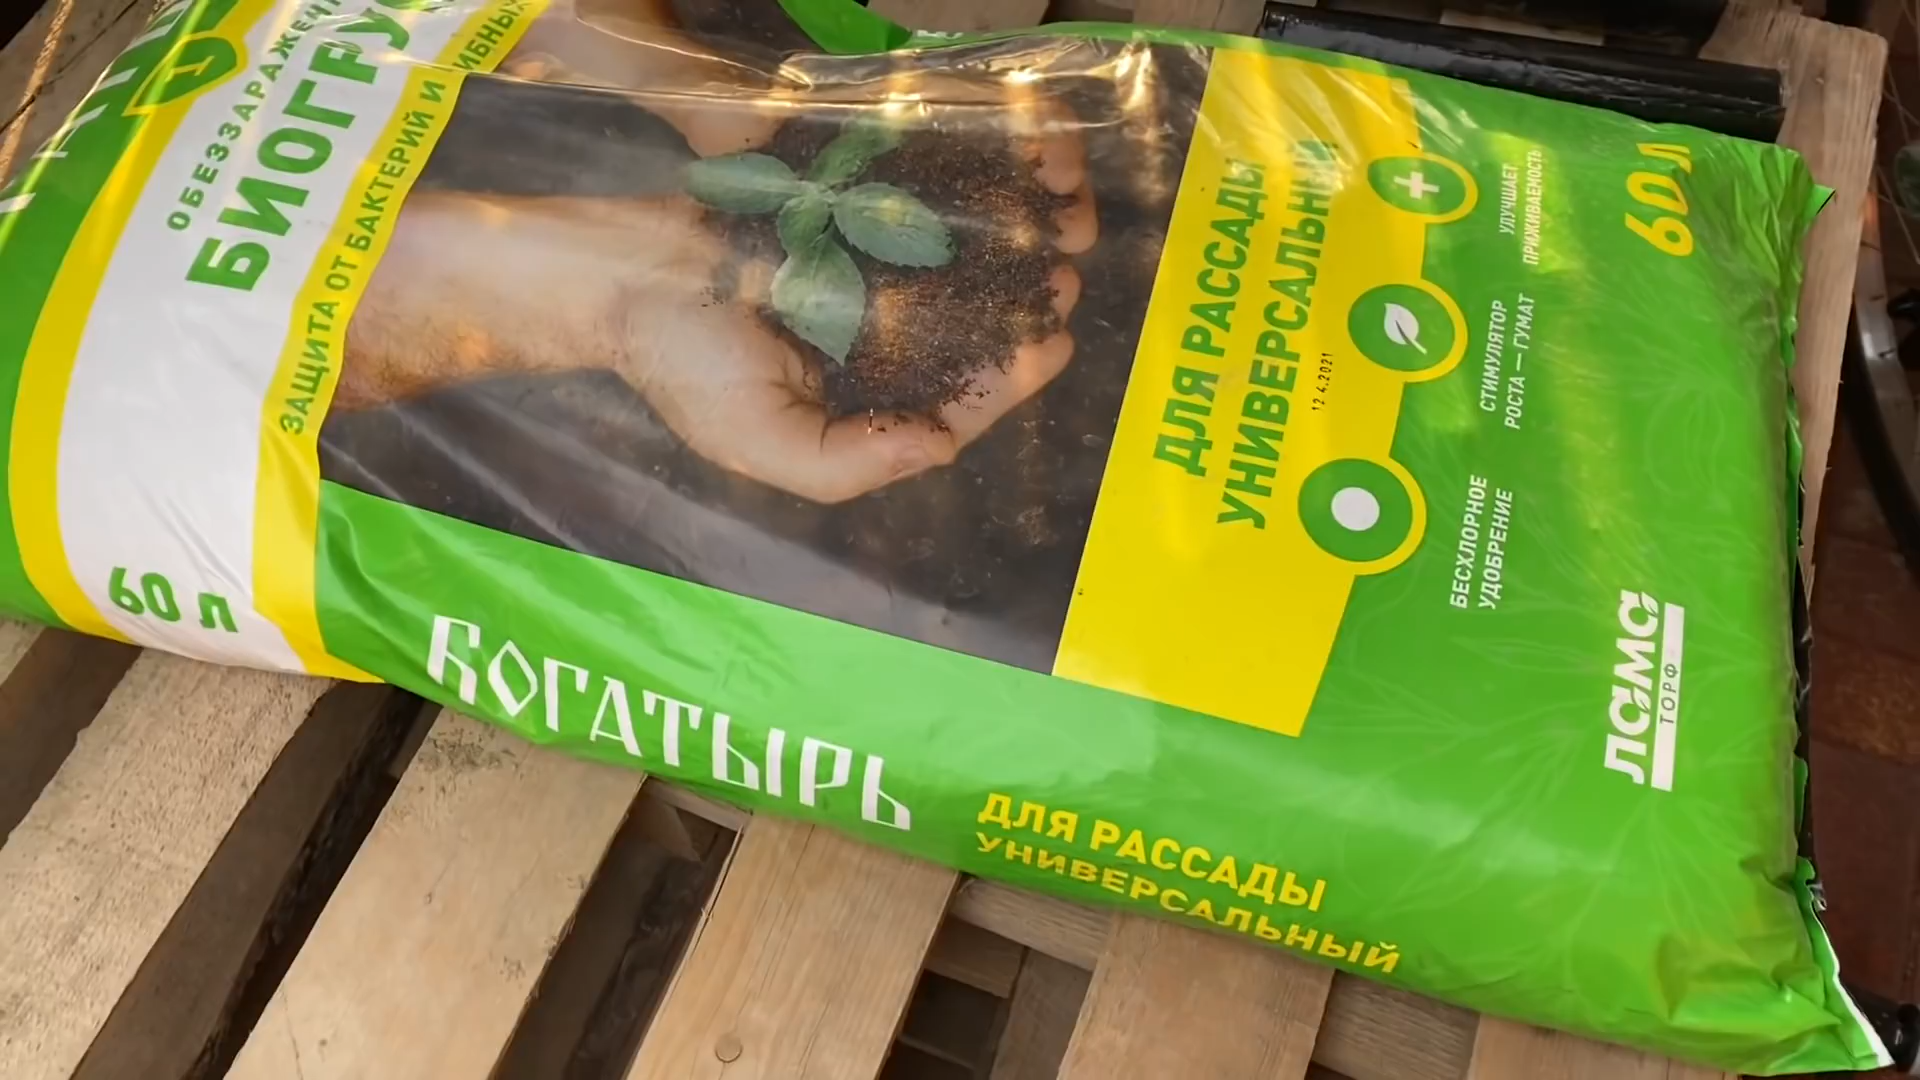 ОБЕЗЗАРАЖЕН
БИОГРУ
ЗАЩИТА ОТ БАКТЕРИЙ И
60 Л
БОГАТЫРЬ
ДЛЯ РАССАДЫ
УНИВЕРСАЛЬНЫЙ
ДЛЯ РАССАДЫ
УНИВЕРСАЛЬНЫЙ
12.4.2021
УЛУЧШАЕТ
ПРИЖИВАЕМОСТЬ
СТИМУЛЯТОР
РОСТА — ГУМАТ
БЕСХЛОРНОЕ
УДОБРЕНИЕ
60 Л
ЛАМА
ТОРФ